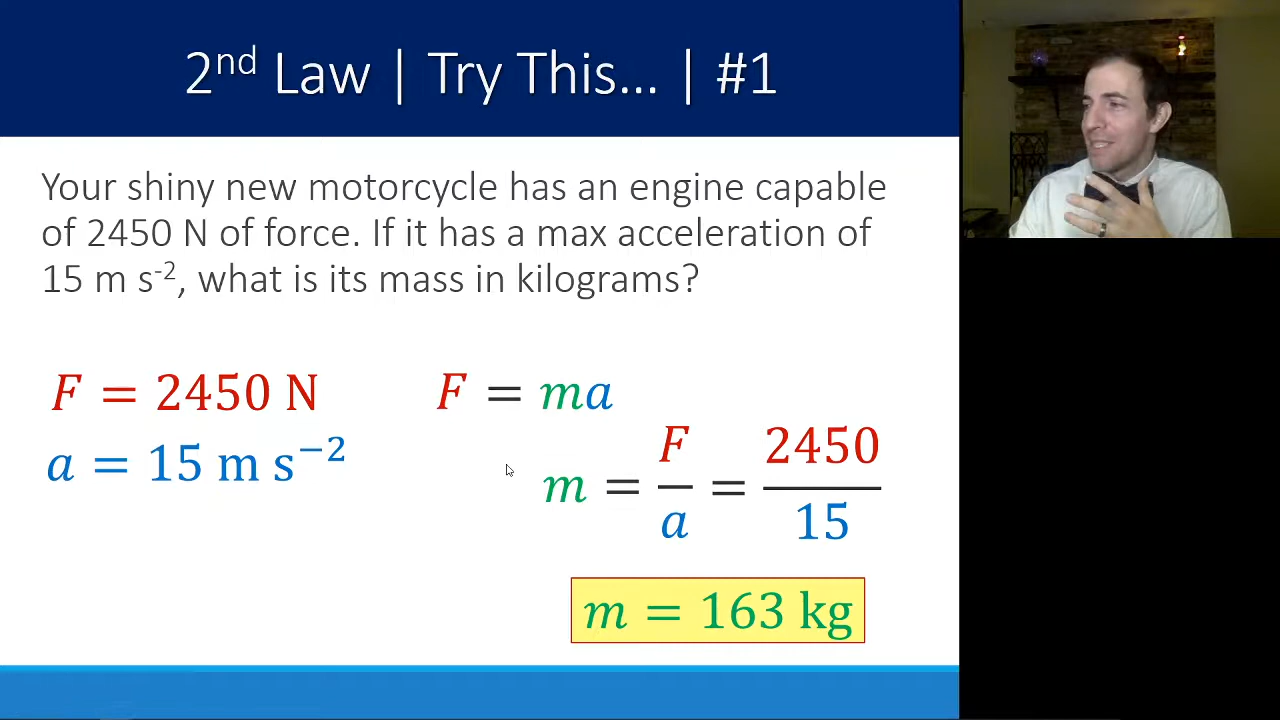 2nd Law | Try This... | #1
Your shiny new motorcycle has an engine capable
of 2450 N of force. If it has a max acceleration of
15 m s-2, what is its mass in kilograms?
F = 2450 N
a = 15 m s−2
F = ma
m = F/a = 2450/15
m = 163 kg